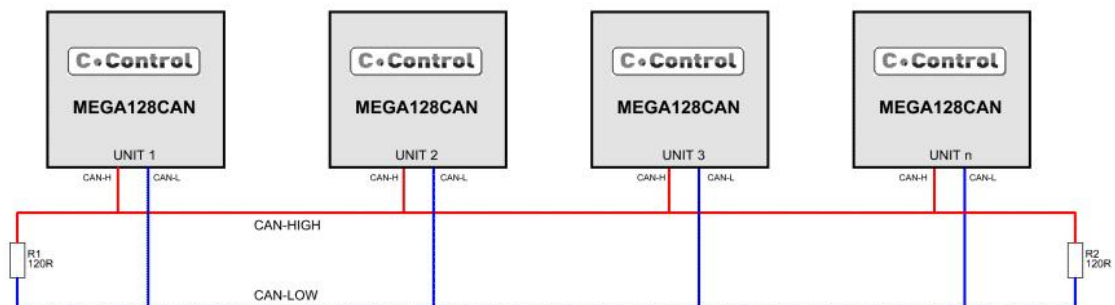 C•Control C•Control C•Control C•Control
MEGA128CAN MEGA128CAN MEGA128CAN MEGA128CAN
UNIT 1 UNIT 2 UNIT 3 UNIT n
CAN-H CAN-L CAN-H CAN-L CAN-H CAN-L CAN-H CAN-L
CAN-HIGH
R1 R2
120R 120R
CAN-LOW